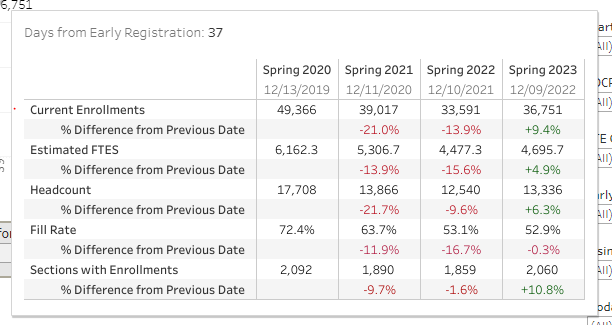 6,751
Days from Early Registration: 37
Spring 2020 Spring 2021 Spring 2022 Spring 2023
12/13/2019 12/11/2020 12/10/2021 12/09/2022
Current Enrollments 49,366 39,017 33,591 36,751
% Difference from Previous Date -21.0% -13.9% +9.4%
Estimated FTES 6,162.3 5,306.7 4,477.3 4,695.7
% Difference from Previous Date -13.9% -15.6% +4.9%
Headcount 17,708 13,866 12,540 13,336
% Difference from Previous Date -21.7% -9.6% +6.3%
Fill Rate 72.4% 63.7% 53.1% 52.9%
% Difference from Previous Date -11.9% -16.7% -0.3%
Sections with Enrollments 2,092 1,890 1,859 2,060
% Difference from Previous Date -9.7% -1.6% +10.8%